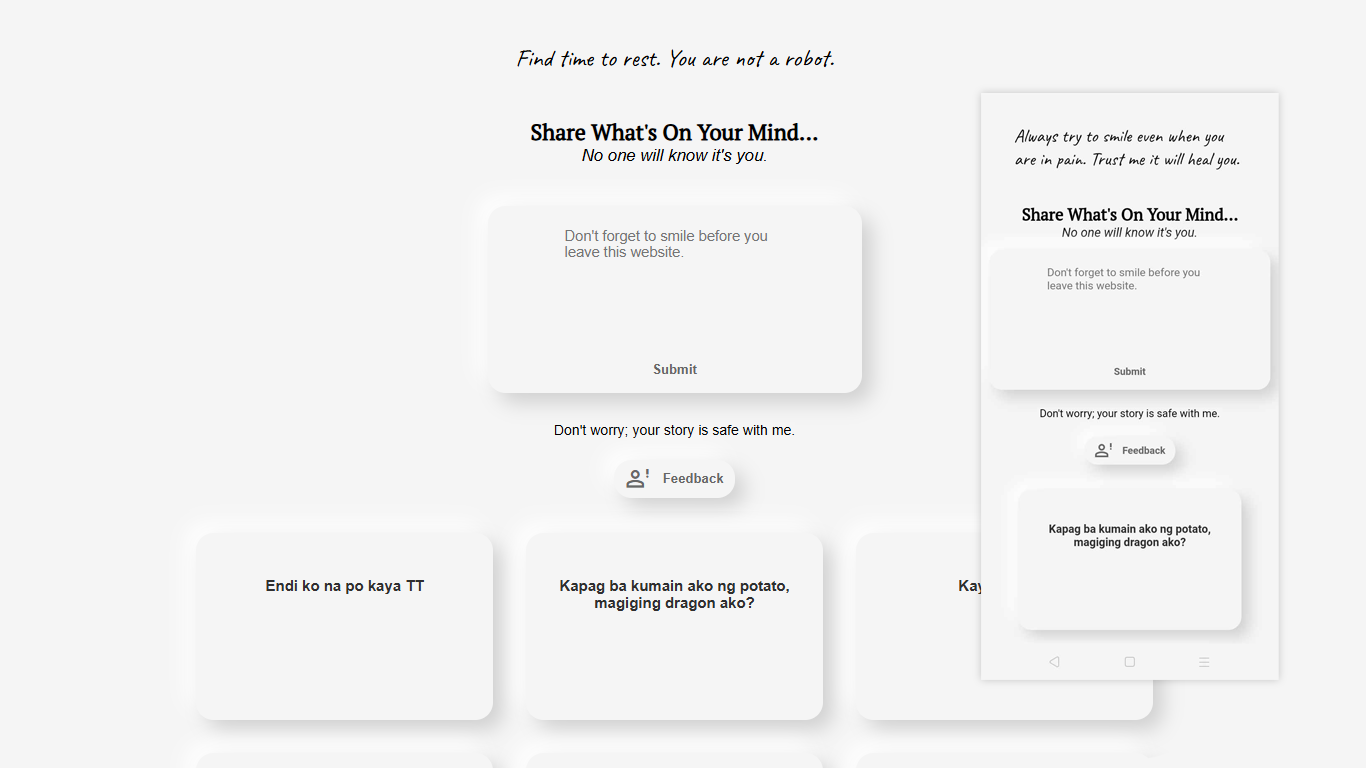 Find time to rest. You are not a robot.
Share What's On Your Mind...
No one will know it's you.
Don't forget to smile before you
leave this website.
Submit
Don't worry; your story is safe with me.
Feedback
Endi ko na po kaya TT
Kapag ba kumain ako ng potato,
magiging dragon ako?
Kay
Always try to smile even when you
are in pain. Trust me it will heal you.
Share What's On Your Mind...
No one will know it's you.
Don't forget to smile before you
leave this website.
Submit
Don't worry; your story is safe with me.
Feedback
Kapag ba kumain ako ng potato,
magiging dragon ako?